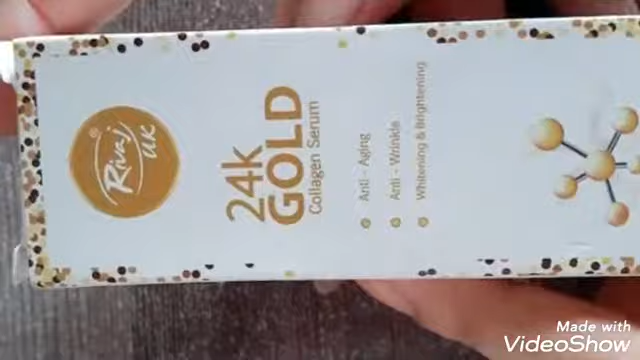 Rivaj
UK
24k
GOLD
Collagen Serum
Anti - Aging
Anti - Wrinkle
Whitening & Brightening
Made with
VideoShow